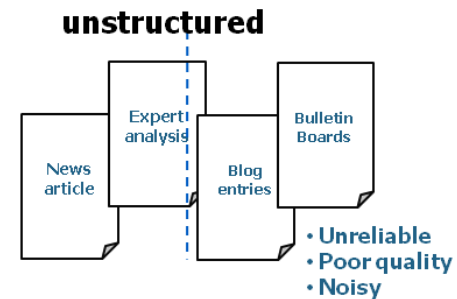 unstructured
News
article
Expert
analysis
Blog
entries
Bulletin
Boards
• Unreliable
• Poor quality
• Noisy